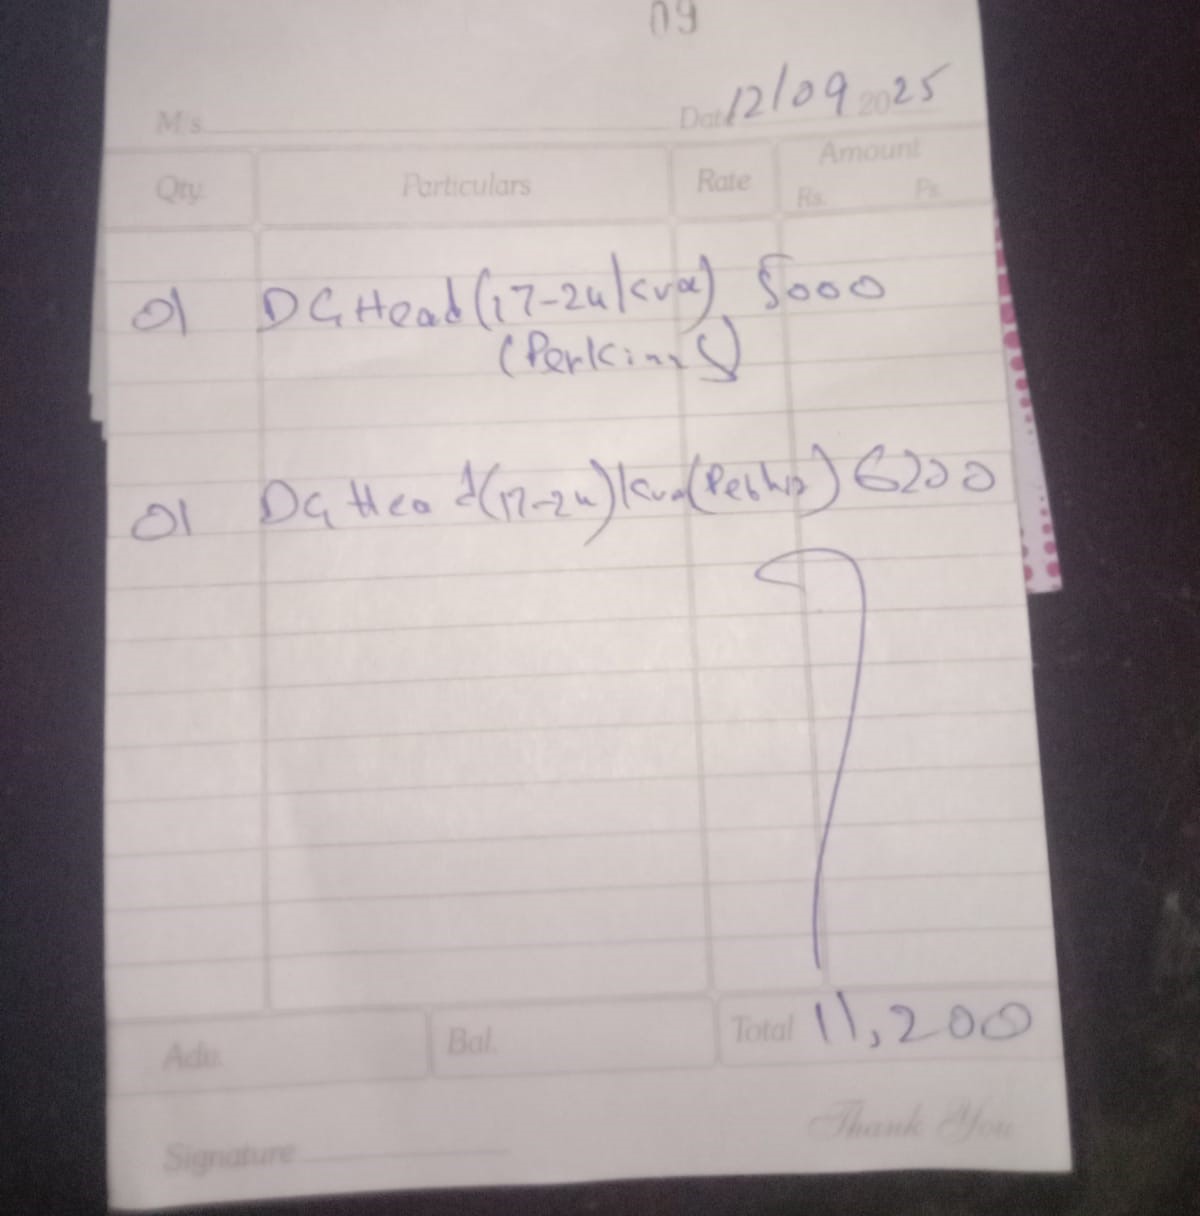 09
M/s
Date 12/09 2025
Qty. Particulars Rate Amount
Rs. Ps.
01 DG Head (17-24 kva) 5000
(Perkins)
01 DG Head (17-24) kva 6200
Adv. Bal. Total 11,200
Thank You
Signature